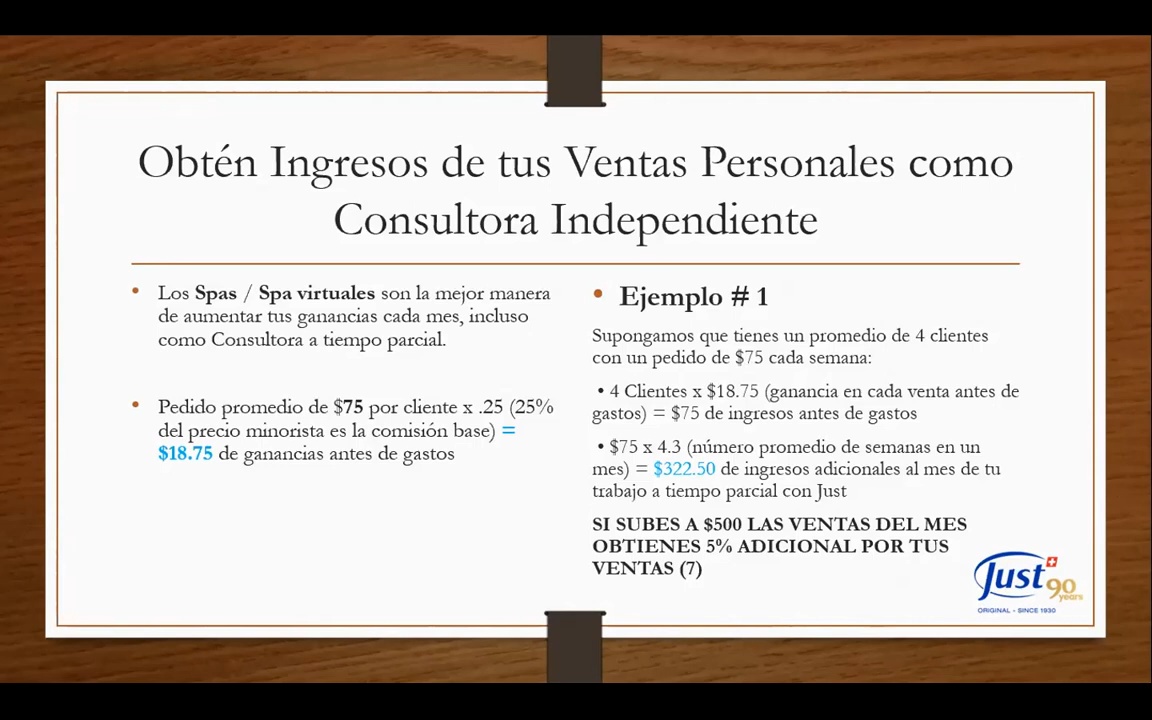 Obtén Ingresos de tus Ventas Personales como
Consultora Independiente
• Los Spas / Spa virtuales son la mejor manera
de aumentar tus ganancias cada mes, incluso
como Consultora a tiempo parcial.
• Pedido promedio de $75 por cliente x .25 (25%
del precio minorista es la comisión base) =
$18.75 de ganancias antes de gastos
• Ejemplo # 1
Supongamos que tienes un promedio de 4 clientes
con un pedido de $75 cada semana:
• 4 Clientes x $18.75 (ganancia en cada venta antes de
gastos) = $75 de ingresos antes de gastos
• $75 x 4.3 (número promedio de semanas en un
mes) = $322.50 de ingresos adicionales al mes de tu
trabajo a tiempo parcial con Just
SI SUBES A $500 LAS VENTAS DEL MES
OBTIENES 5% ADICIONAL POR TUS
VENTAS (7)
Just
90
years
ORIGINAL - SINCE 1930